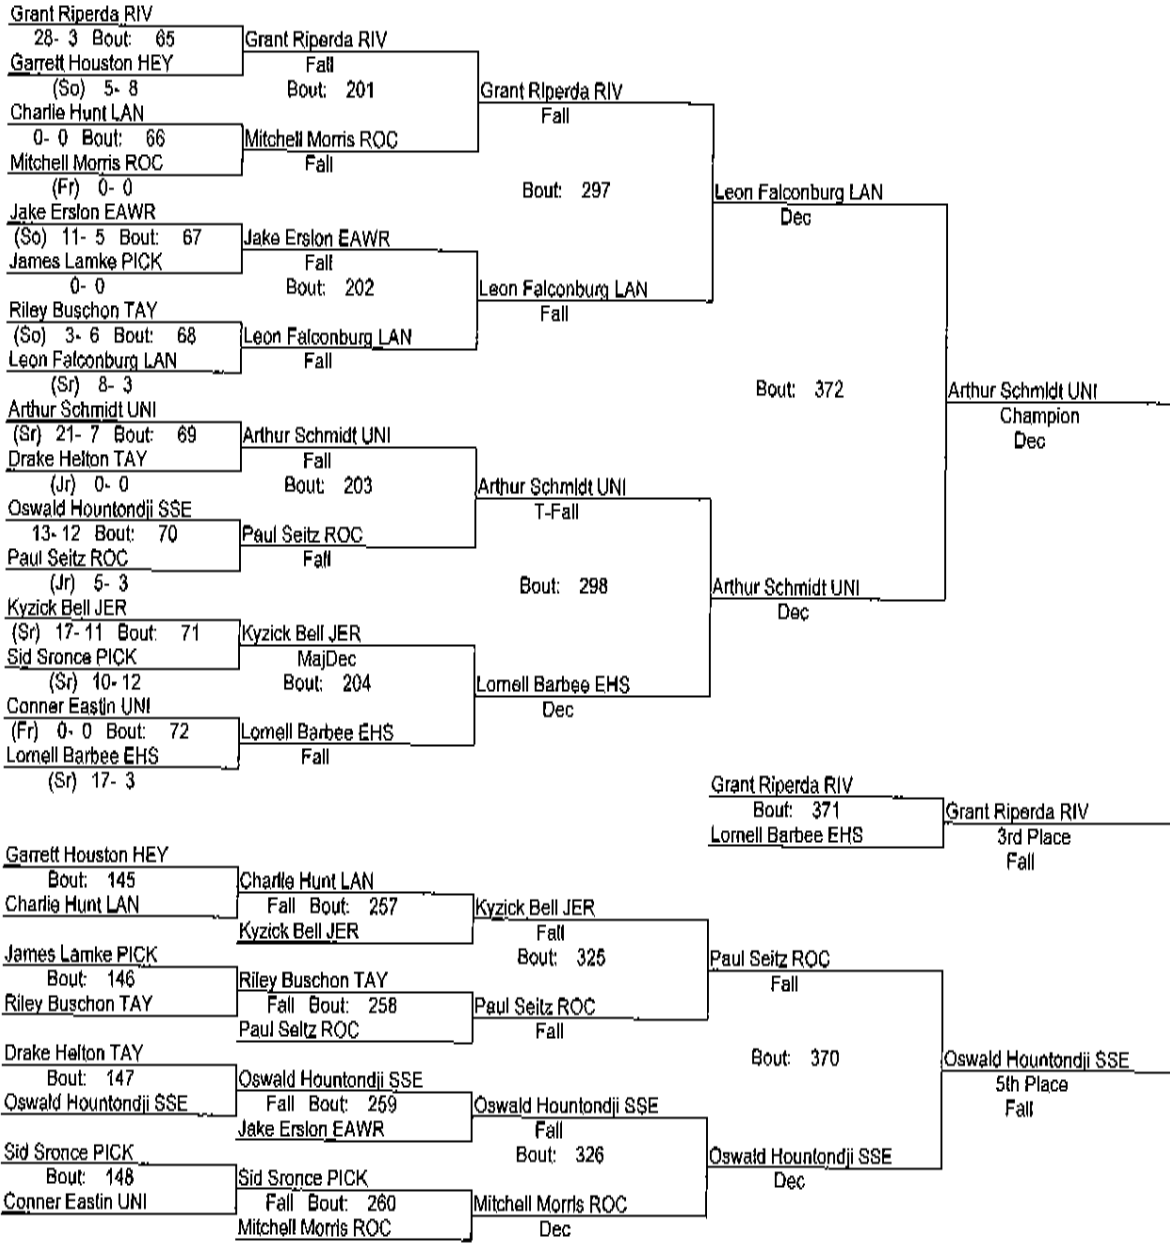 Grant Riperda RIV
28- 3 Bout: 65
Garrett Houston HEY
(So) 5- 8
Charlie Hunt LAN
0- 0 Bout: 66
Mitchell Morris ROC
(Fr) 0- 0
Jake Erslon EAWR
(So) 11- 5 Bout: 67
James Lamke PICK
0- 0
Riley Buschon TAY
(So) 3- 6 Bout: 68
Leon Falconburg LAN
(Sr) 8- 3
Arthur Schmidt UNI
(Sr) 21- 7 Bout: 69
Drake Helton TAY
(Jr) 0- 0
Oswald Hountondji SSE
13- 12 Bout: 70
Paul Seitz ROC
(Jr) 5- 3
Kyzick Bell JER
(Sr) 17- 11 Bout: 71
Sid Sronce PICK
(Sr) 10- 12
Conner Eastin UNI
(Fr) 0- 0 Bout: 72
Lornell Barbee EHS
(Sr) 17- 3
Grant Riperda RIV
Fall
Bout: 201
Mitchell Morris ROC
Fall
Jake Erslon EAWR
Fall
Bout: 202
Leon Falconburg LAN
Fall
Arthur Schmidt UNI
Fall
Bout: 203
Paul Seitz ROC
Fall
Kyzick Bell JER
MajDec
Bout: 204
Lornell Barbee EHS
Fall
Grant Riperda RIV
Fall
Bout: 297
Leon Falconburg LAN
Fall
Arthur Schmidt UNI
T-Fall
Bout: 298
Lornell Barbee EHS
Dec
Leon Falconburg LAN
Dec
Bout: 372
Arthur Schmidt UNI
Dec
Arthur Schmidt UNI
Champion
Dec
Grant Riperda RIV
Bout: 371
Lornell Barbee EHS
Grant Riperda RIV
3rd Place
Fall
Garrett Houston HEY
Bout: 145
Charlie Hunt LAN
James Lamke PICK
Bout: 146
Riley Buschon TAY
Drake Helton TAY
Bout: 147
Oswald Hountondji SSE
Sid Sronce PICK
Bout: 148
Conner Eastin UNI
Charlie Hunt LAN
Fall Bout: 257
Kyzick Bell JER
Riley Buschon TAY
Fall Bout: 258
Paul Seitz ROC
Oswald Hountondji SSE
Fall Bout: 259
Jake Erslon EAWR
Sid Sronce PICK
Fall Bout: 260
Mitchell Morris ROC
Kyzick Bell JER
Fall
Bout: 325
Paul Seitz ROC
Fall
Oswald Hountondji SSE
Fall
Bout: 326
Mitchell Morris ROC
Dec
Paul Seitz ROC
Fall
Bout: 370
Oswald Hountondji SSE
Dec
Oswald Hountondji SSE
5th Place
Fall